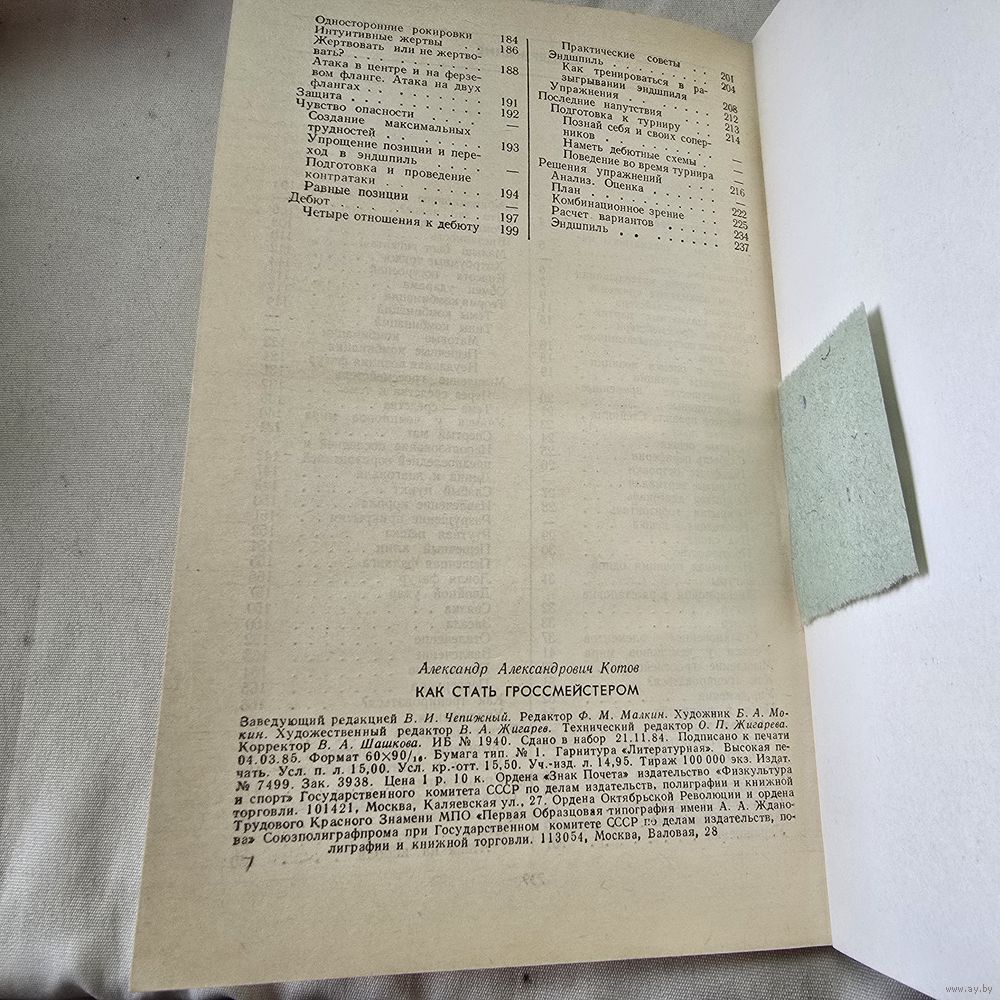 Односторонние рокировки 184
Интуитивные жертвы . . 186
Жертвовать или не жертво-
вать? . . . . . . . 188
Атака в центре и на ферзе-
вом фланге. Атака на двух
флангах . . . . . . 191
Защита . . . . . . . . 192
Чувство опасности . . . . —
Создание максимальных
трудностей . . . . . 193
Упрощение позиции и пере-
ход в эндшпиль . . . . —
Подготовка и проведение
контратаки . . . . . 194
Равные позиции . . . . —
Дебют . . . . . . . . 197
Четыре отношения к дебюту 199
Практические советы . . 201
Эндшпиль . . . . . . . 204
Как тренироваться в ра-
зыгрывании эндшпиля
Упражнения . . . . . . 208
Последние напутствия . . . 212
Подготовка к турниру . . 213
Познай себя и своих сопер- 214
ников . . . . . . .
Наметь дебютные схемы . —
Поведение во время турнира —
Решения упражнений . . . . 216
Анализ. Оценка . . . . . —
План . . . . . . . . 222
Комбинационное зрение . . 225
Расчет вариантов . . . . 234
Эндшпиль . . . . . . . 237
Александр Александрович Котов
КАК СТАТЬ ГРОССМЕЙСТЕРОМ
Заведующий редакцией В. И. Чепижный. Редактор Ф. М. Малкин. Художник Б. А. Мо-
кин. Художественный редактор В. А. Жигарев. Технический редактор О. П. Жигарева.
Корректор В. А. Шашкова. ИБ № 1940. Сдано в набор 21.11.84. Подписано к печати
04.03.85. Формат 60×90/16. Бумага тип. № 1. Гарнитура «Литературная». Высокая пе-
чать. Усл. п. л. 15,00. Усл. кр.-отт. 15,50. Уч.-изд. л. 14,95. Тираж 100 000 экз. Издат.
№ 7499. Зак. 3938. Цена 1 р. 10 к. Ордена «Знак Почета» издательство «Физкультура
и спорт» Государственного комитета СССР по делам издательств, полиграфии и книжной
торговли. 101421, Москва, Каляевская ул., 27. Ордена Октябрьской Революции и ордена
Трудового Красного Знамени МПО «Первая Образцовая типография имени А. А. Ждано-
ва» Союзполиграфпрома при Государственном комитете СССР по делам издательств, по-
лиграфии и книжной торговли. 113054, Москва, Валовая, 28
www.ay.by